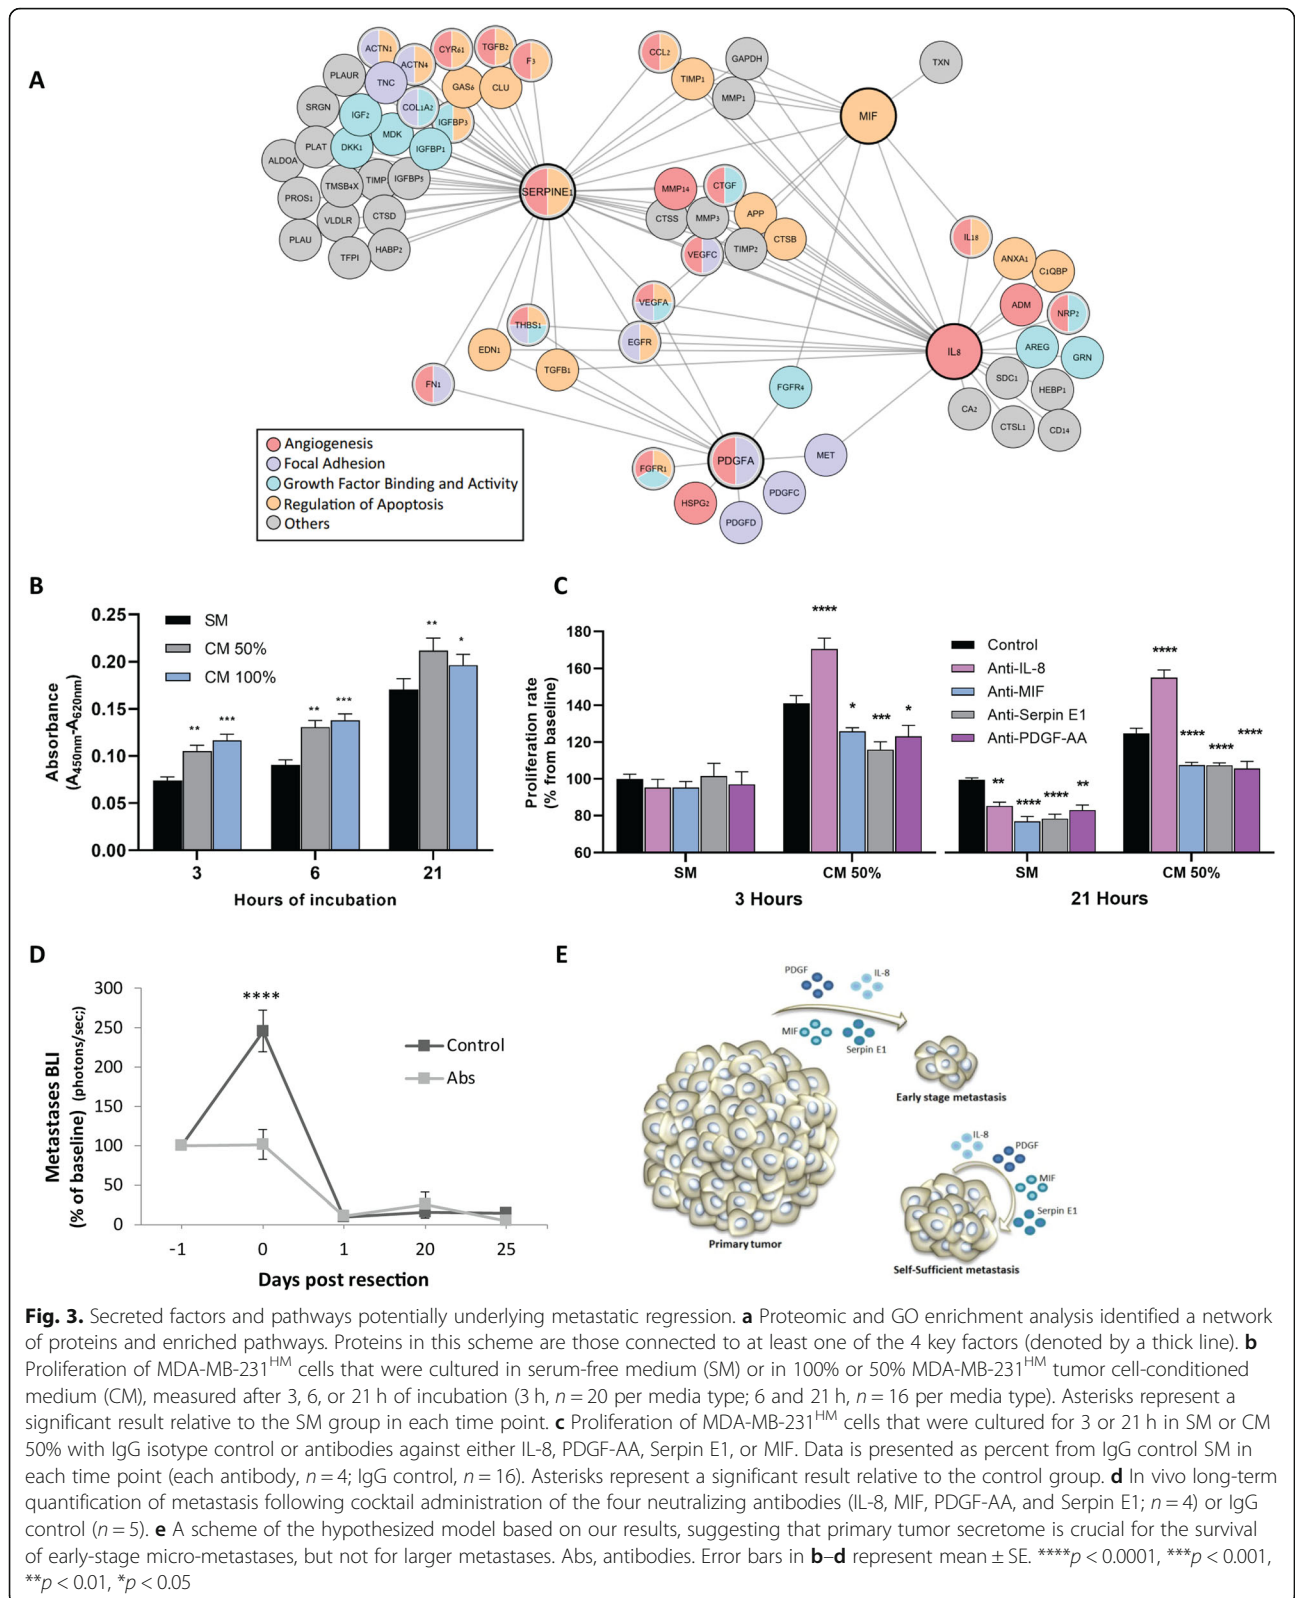 A
ACTN1
CYR61
TGFB2
F3
ACTN4
PLAUR
TNC
GAS6
CLU
SRGN
IGF2
COL1A2
IGFBP3
MDK
PLAT
DKK1
IGFBP1
ALDOA
TMSB4X
TIMP
IGFBP5
PROS1
VLDLR
CTSD
PLAU
TFPI
HABP2
SERPINE1
CCL2
GAPDH
TIMP1
MMP1
TXN
MIF
MMP14
CTGF
CTSS
MMP3
APP
CTSB
VEGFC
TIMP2
IL18
ANXA1
C1QBP
ADM
NRP2
AREG
GRN
IL8
SDC1
HEBP1
CA2
CTSL1
CD14
VEGFA
THBS1
EGFR
EDN1
TGFB1
FN1
FGFR4
PDGFA
MET
FGFR1
HSPG2
PDGFC
PDGFD
Angiogenesis
Focal Adhesion
Growth Factor Binding and Activity
Regulation of Apoptosis
Others
B
Absorbance
(A450nm-A620nm)
0.25
0.20
0.15
0.10
0.05
0.00
SM
CM 50%
CM 100%
** ***
** ***
** *
3 6 21
Hours of incubation
C
Proliferation rate
(% from baseline)
180
160
140
120
100
80
60
****
* *** *
Control
Anti-IL-8
Anti-MIF
Anti-Serpin E1
Anti-PDGF-AA
** **** **** **
****
**** **** ****
SM CM 50% SM CM 50%
3 Hours 21 Hours
D
Metastases BLI
(% of baseline) (photons/sec;)
300
250
200
150
100
50
0
****
Control
Abs
-1 0 1 20 25
Days post resection
E
PDGF
IL-8
MIF
Serpin E1
Early stage metastasis
Primary tumor
IL-8
PDGF
MIF
Serpin E1
Self-Sufficient metastasis
Fig. 3. Secreted factors and pathways potentially underlying metastatic regression. a Proteomic and GO enrichment analysis identified a network
of proteins and enriched pathways. Proteins in this scheme are those connected to at least one of the 4 key factors (denoted by a thick line). b
Proliferation of MDA-MB-231HM cells that were cultured in serum-free medium (SM) or in 100% or 50% MDA-MB-231HM tumor cell-conditioned
medium (CM), measured after 3, 6, or 21 h of incubation (3 h, n = 20 per media type; 6 and 21 h, n = 16 per media type). Asterisks represent a
significant result relative to the SM group in each time point. c Proliferation of MDA-MB-231HM cells that were cultured for 3 or 21 h in SM or CM
50% with IgG isotype control or antibodies against either IL-8, PDGF-AA, Serpin E1, or MIF. Data is presented as percent from IgG control SM in
each time point (each antibody, n = 4; IgG control, n = 16). Asterisks represent a significant result relative to the control group. d In vivo long-term
quantification of metastasis following cocktail administration of the four neutralizing antibodies (IL-8, MIF, PDGF-AA, and Serpin E1; n = 4) or IgG
control (n = 5). e A scheme of the hypothesized model based on our results, suggesting that primary tumor secretome is crucial for the survival
of early-stage micro-metastases, but not for larger metastases. Abs, antibodies. Error bars in b–d represent mean ± SE. ****p < 0.0001, ***p < 0.001,
**p < 0.01, *p < 0.05